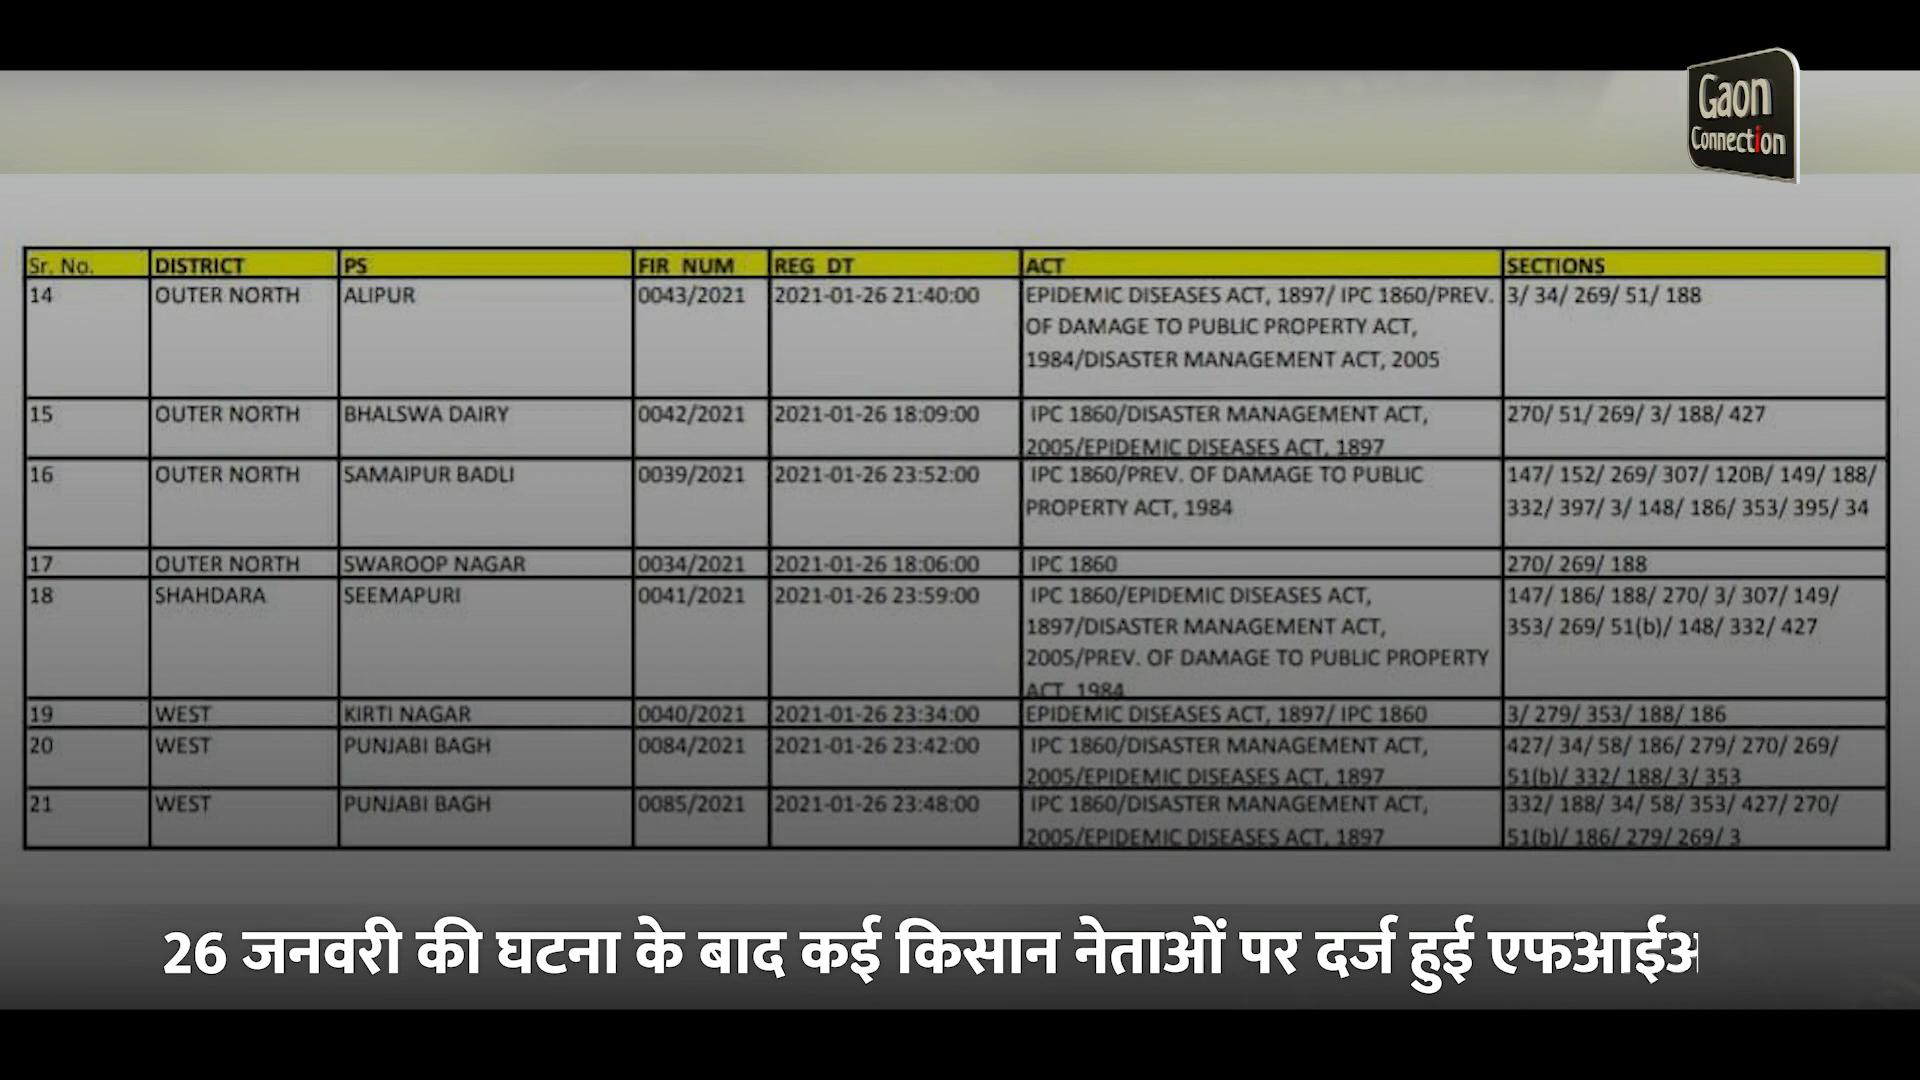 Gaon
Connection
Sr. No. DISTRICT PS FIR NUM REG DT ACT SECTIONS
14 OUTER NORTH ALIPUR 0043/2021 2021-01-26 21:40:00 EPIDEMIC DISEASES ACT, 1897/ IPC 1860/PREV. 3/ 34/ 269/ 51/ 188
OF DAMAGE TO PUBLIC PROPERTY ACT,
1984/DISASTER MANAGEMENT ACT, 2005
15 OUTER NORTH BHALSWA DAIRY 0042/2021 2021-01-26 18:09:00 IPC 1860/DISASTER MANAGEMENT ACT, 270/ 51/ 269/ 3/ 188/ 427
2005/EPIDEMIC DISEASES ACT, 1897
16 OUTER NORTH SAMAIPUR BADLI 0039/2021 2021-01-26 23:52:00 IPC 1860/PREV. OF DAMAGE TO PUBLIC 147/ 152/ 269/ 307/ 120B/ 149/ 188/
PROPERTY ACT, 1984 332/ 397/ 3/ 148/ 186/ 353/ 395/ 34
17 OUTER NORTH SWAROOP NAGAR 0034/2021 2021-01-26 18:06:00 IPC 1860 270/ 269/ 188
18 SHAHDARA SEEMAPURI 0041/2021 2021-01-26 23:59:00 IPC 1860/EPIDEMIC DISEASES ACT, 147/ 186/ 188/ 270/ 3/ 307/ 149/
1897/DISASTER MANAGEMENT ACT, 353/ 269/ 51(b)/ 148/ 332/ 427
2005/PREV. OF DAMAGE TO PUBLIC PROPERTY
ACT, 1984
19 WEST KIRTI NAGAR 0040/2021 2021-01-26 23:34:00 EPIDEMIC DISEASES ACT, 1897/ IPC 1860 3/ 279/ 353/ 188/ 186
20 WEST PUNJABI BAGH 0084/2021 2021-01-26 23:42:00 IPC 1860/DISASTER MANAGEMENT ACT, 427/ 34/ 58/ 186/ 279/ 270/ 269/
2005/EPIDEMIC DISEASES ACT, 1897 51(b)/ 332/ 188/ 3/ 353
21 WEST PUNJABI BAGH 0085/2021 2021-01-26 23:48:00 IPC 1860/DISASTER MANAGEMENT ACT, 332/ 188/ 34/ 58/ 353/ 427/ 270/
2005/EPIDEMIC DISEASES ACT, 1897 51(b)/ 186/ 279/ 269/ 3
26 जनवरी की घटना के बाद कई किसान नेताओं पर दर्ज हुई